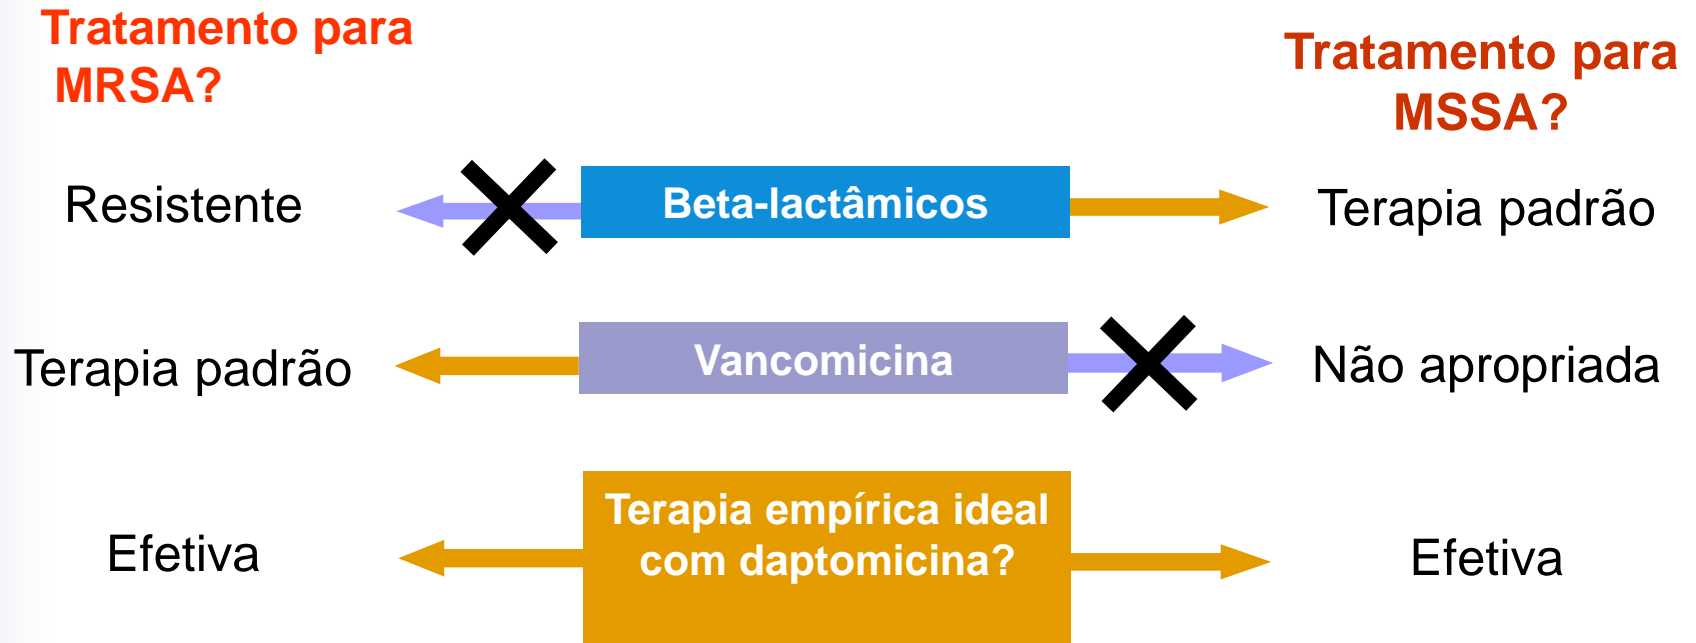 Tratamento para
MRSA?
Tratamento para
MSSA?
Resistente
Beta-lactâmicos
Terapia padrão
Terapia padrão
Vancomicina
Não apropriada
Efetiva
Terapia empírica ideal
com daptomicina?
Efetiva